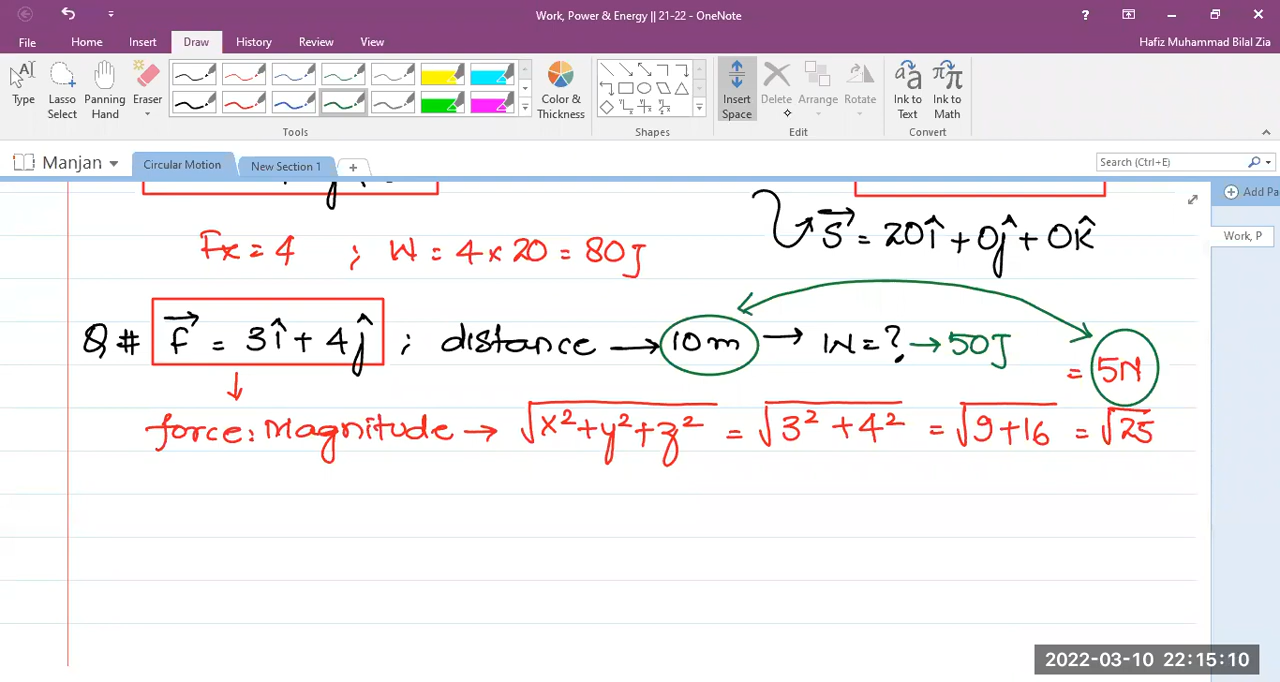 Work, Power & Energy || 21-22 - OneNote
File Home Insert Draw History Review View Hafiz Muhammad Bilal Zia
Type Lasso Select Panning Hand Eraser Color & Thickness Insert Space Delete Arrange Rotate Ink to Text Ink to Math
Tools Shapes Edit Convert
Manjan Circular Motion New Section 1 Search (Ctrl+E)
Add Pa
Work, P
S⃗ = 20î + 0ĵ + 0k̂
Fx = 4 ; W = 4 × 20 = 80J
Q # F⃗ = 3î + 4ĵ ; distance → 10m → W = ? → 50J
= 5N
force: Magnitude → √x²+y²+z² = √3² + 4² = √9+16 = √25
2022-03-10 22:15:10